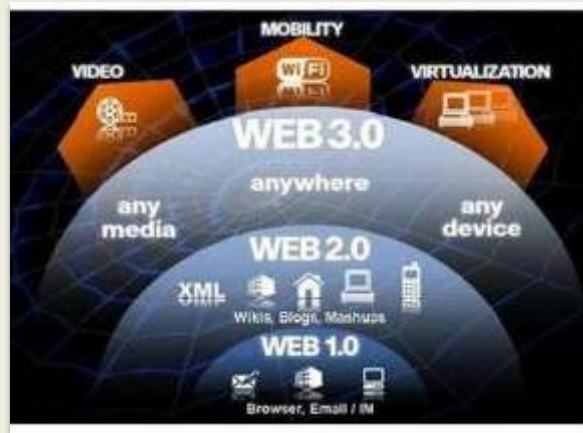 MOBILITY
VIDEO
WiFi
VIRTUALIZATION
WEB 3.0
anywhere
any
media
any
device
WEB 2.0
XML
Wikis, Blogs, Mashups
WEB 1.0
Browser, Email / IM